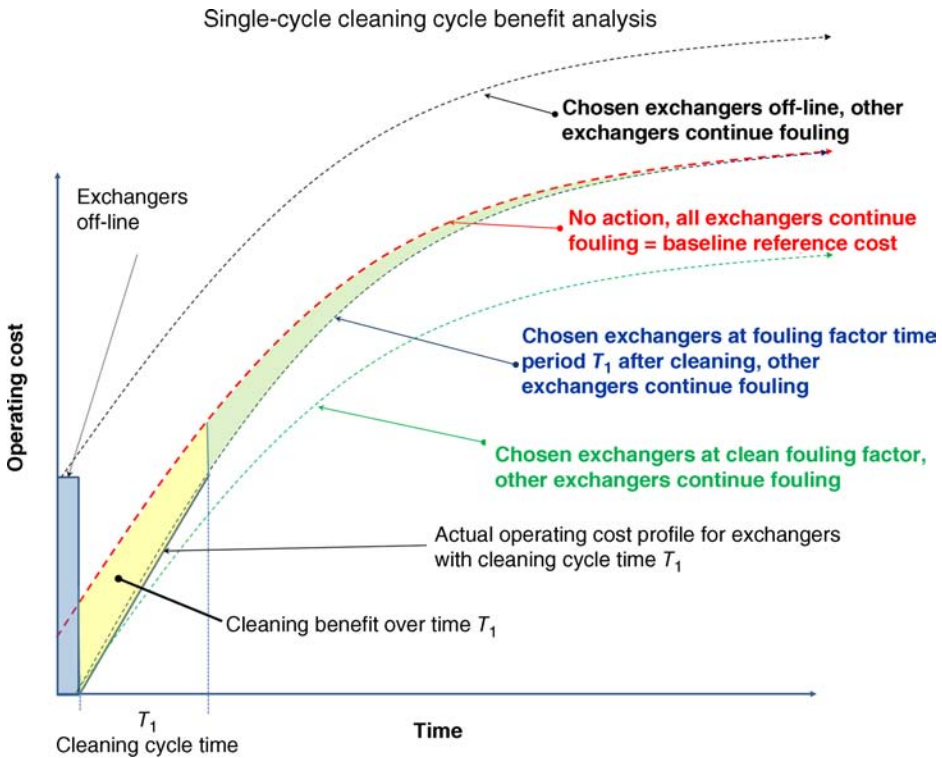 Single-cycle cleaning cycle benefit analysis
Chosen exchangers off-line, other
exchangers continue fouling
Exchangers
off-line
No action, all exchangers continue
fouling = baseline reference cost
Operating cost
Chosen exchangers at fouling factor time
period T₁ after cleaning, other
exchangers continue fouling
Chosen exchangers at clean fouling factor,
other exchangers continue fouling
Actual operating cost profile for exchangers
with cleaning cycle time T₁
Cleaning benefit over time T₁
T₁
Cleaning cycle time
Time